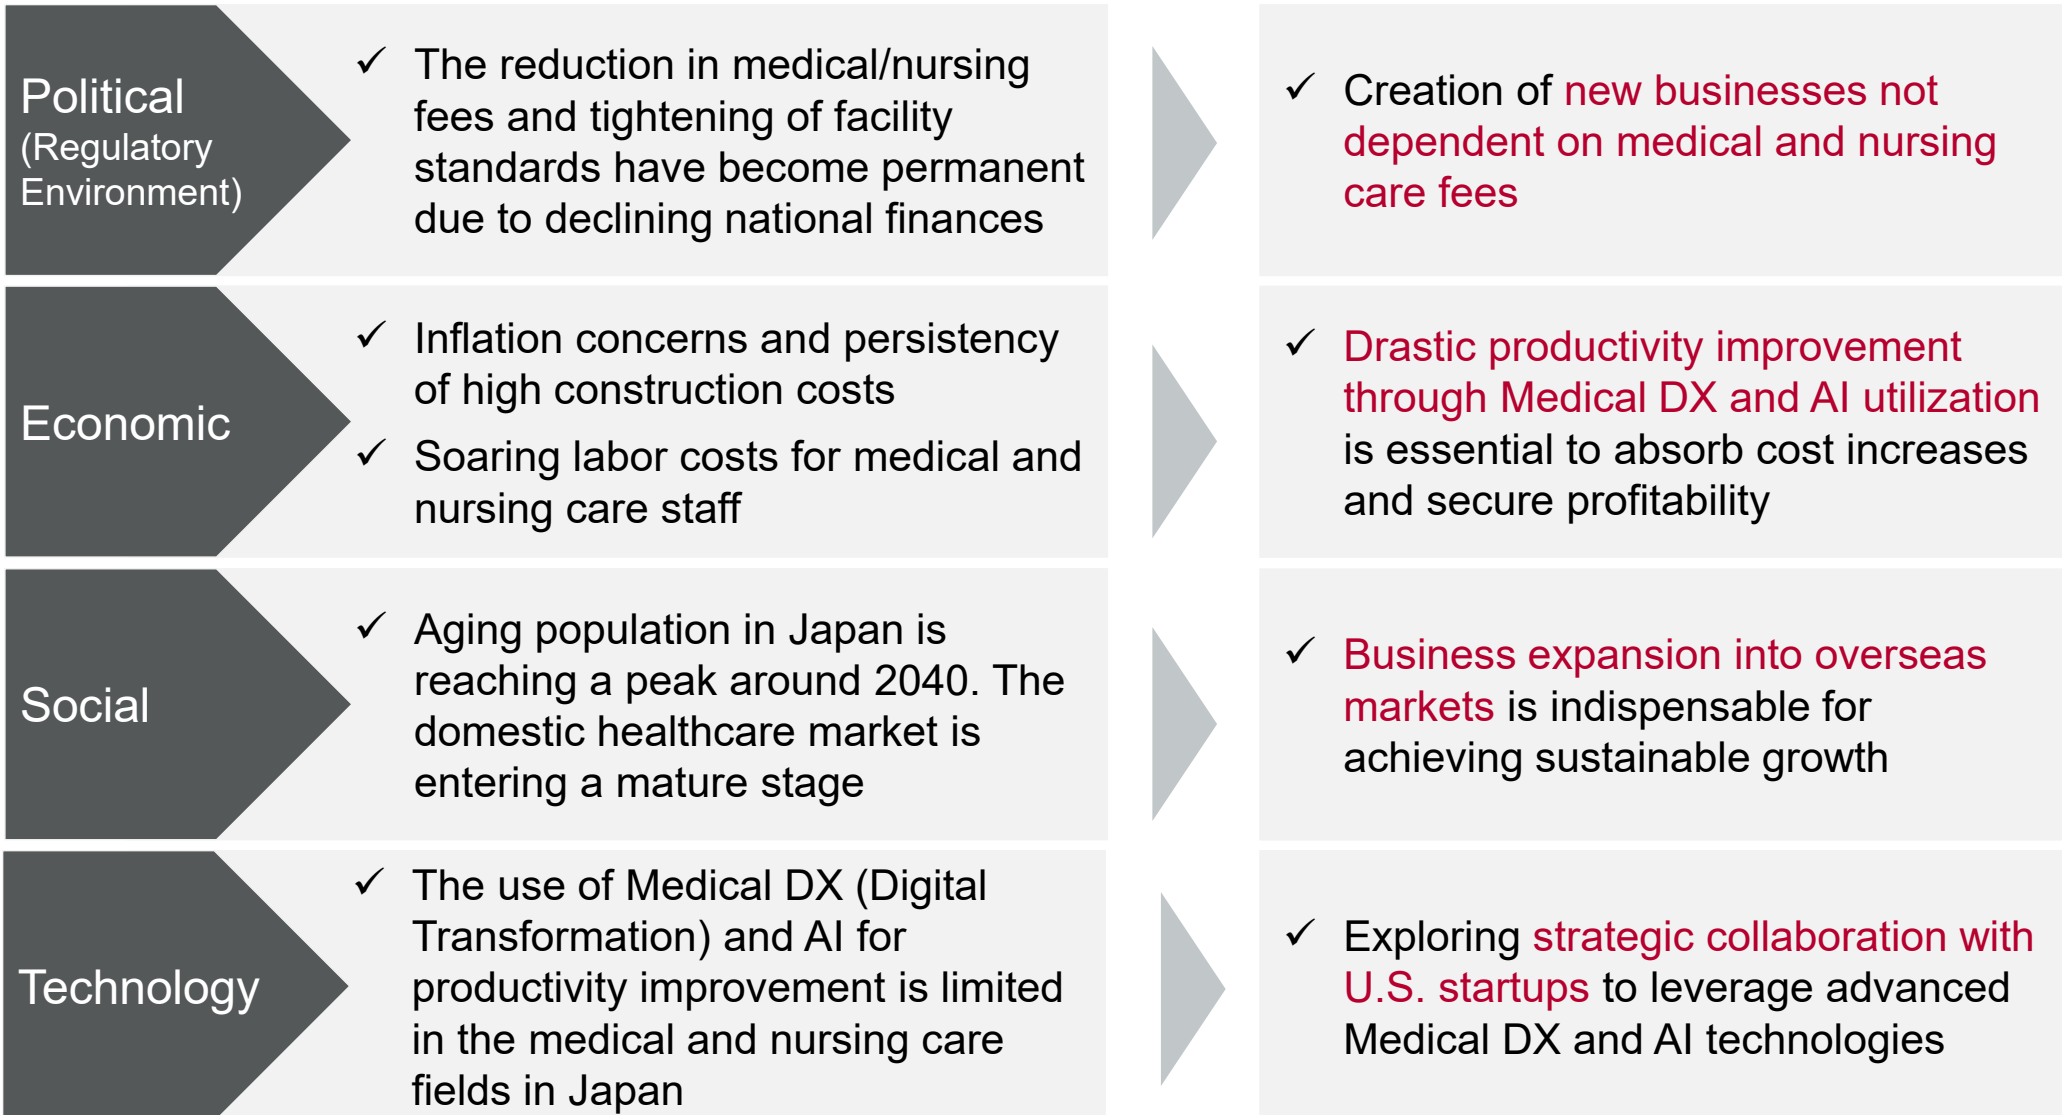 Political
(Regulatory
Environment)
✓ The reduction in medical/nursing
fees and tightening of facility
standards have become permanent
due to declining national finances
✓ Creation of new businesses not
dependent on medical and nursing
care fees
Economic
✓ Inflation concerns and persistency
of high construction costs
✓ Soaring labor costs for medical and
nursing care staff
✓ Drastic productivity improvement
through Medical DX and AI utilization
is essential to absorb cost increases
and secure profitability
Social
✓ Aging population in Japan is
reaching a peak around 2040. The
domestic healthcare market is
entering a mature stage
✓ Business expansion into overseas
markets is indispensable for
achieving sustainable growth
Technology
✓ The use of Medical DX (Digital
Transformation) and AI for
productivity improvement is limited
in the medical and nursing care
fields in Japan
✓ Exploring strategic collaboration with
U.S. startups to leverage advanced
Medical DX and AI technologies